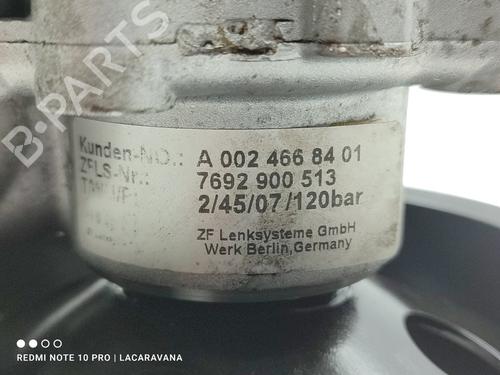 B-PARTS
Kunden-NO.: A 002 466 84 01
ZFLS-Nr.: 7692 900 513
2/45/07/120bar
ZF Lenksysteme GmbH
Werk Berlin,Germany
REDMI NOTE 10 PRO | LACARAVANA